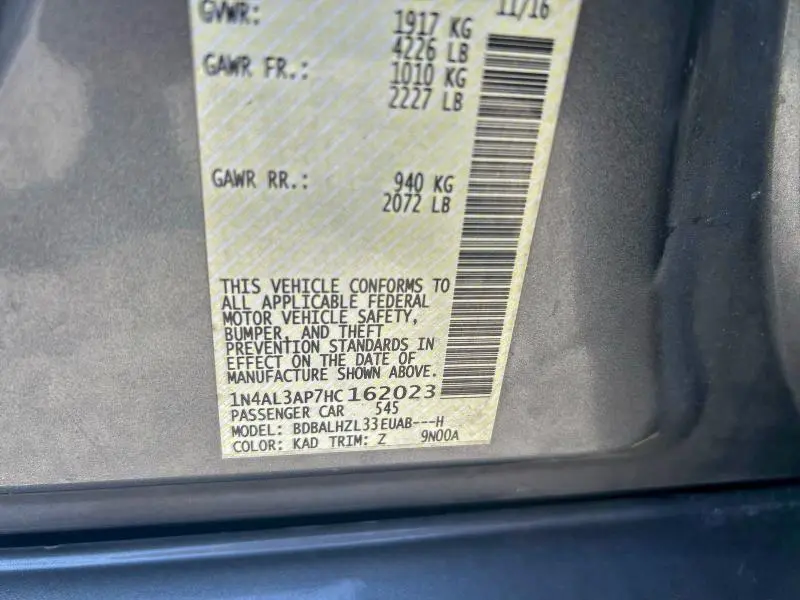 11/16
GVWR: 1917 KG
4226 LB
GAWR FR.: 1010 KG
2227 LB
GAWR RR.: 940 KG
2072 LB
THIS VEHICLE CONFORMS TO
ALL APPLICABLE FEDERAL
MOTOR VEHICLE SAFETY,
BUMPER, AND THEFT
PREVENTION STANDARDS IN
EFFECT ON THE DATE OF
MANUFACTURE SHOWN ABOVE.
1N4AL3AP7HC162023
PASSENGER CAR 545
MODEL: BDBALHZL33EUAB---H
COLOR: KAD TRIM: Z 9N00A